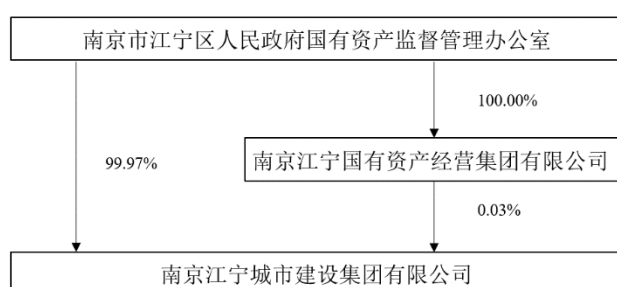 南京市江宁区人民政府国有资产监督管理办公室
100.00%
99.97%
南京江宁国有资产经营集团有限公司
0.03%
南京江宁城市建设集团有限公司